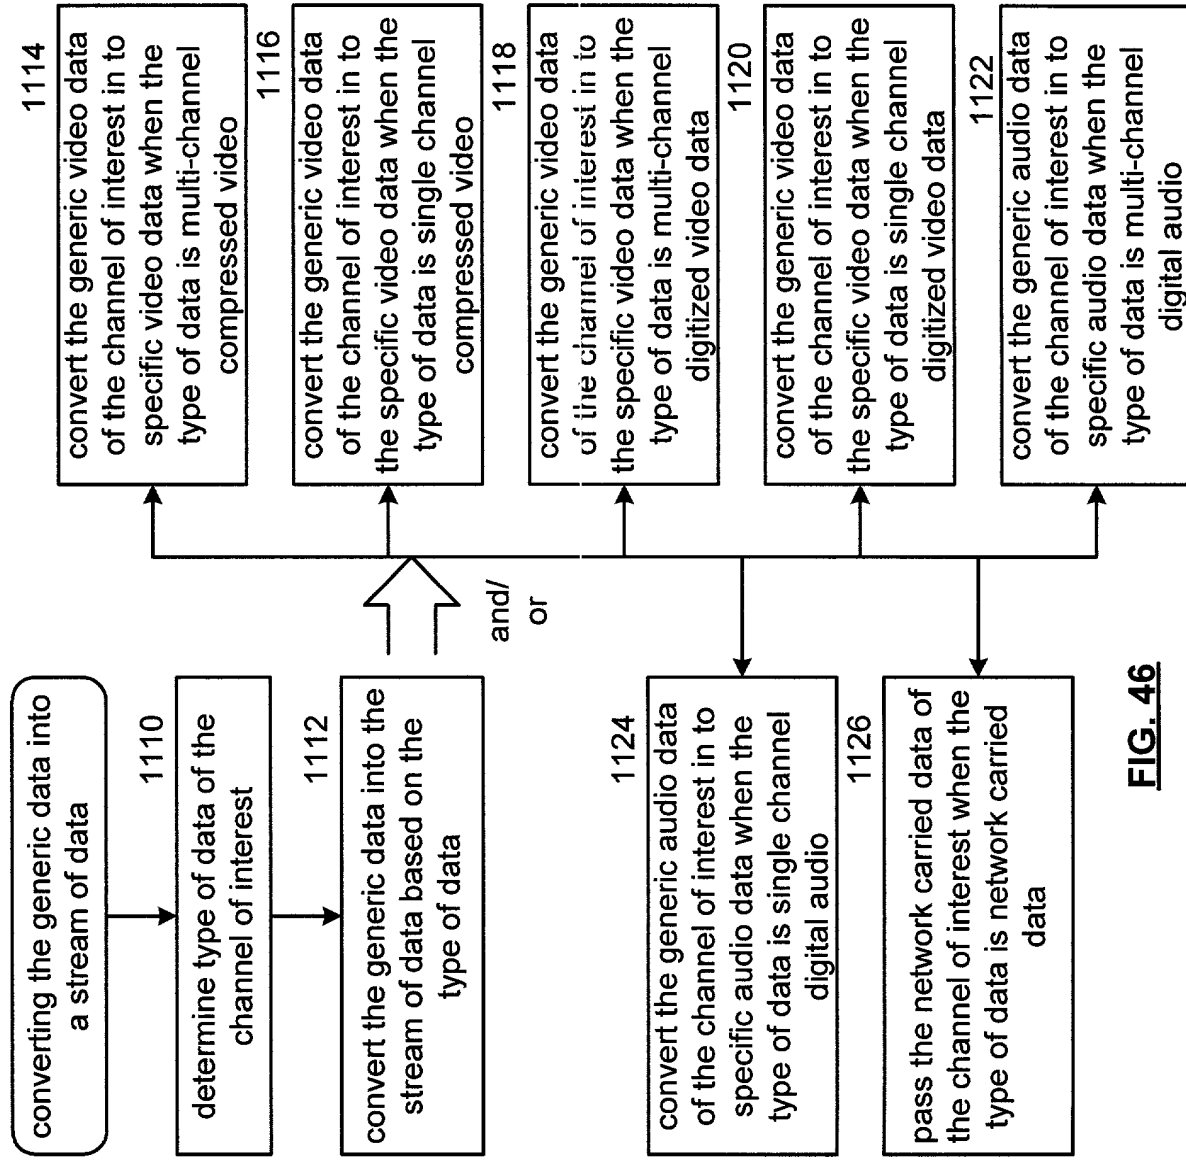 converting the generic data into
a stream of data
1110
determine type of data of the
channel of interest
1112
convert the generic data into the
stream of data based on the
type of data
and/
or
1114
convert the generic video data
of the channel of interest in to
specific video data when the
type of data is multi-channel
compressed video
1116
convert the generic video data
of the channel of interest in to
the specific video data when the
type of data is single channel
compressed video
1118
convert the generic video data
of the channel of interest in to
the specific video data when the
type of data is multi-channel
digitized video data
1120
convert the generic video data
of the channel of interest in to
the specific video data when the
type of data is single channel
digitized video data
1122
convert the generic audio data
of the channel of interest in to
specific audio data when the
type of data is multi-channel
digital audio
1124
convert the generic audio data
of the channel of interest in to
specific audio data when the
type of data is single channel
digital audio
1126
pass the network carried data of
the channel of interest when the
type of data is network carried
data
FIG. 46